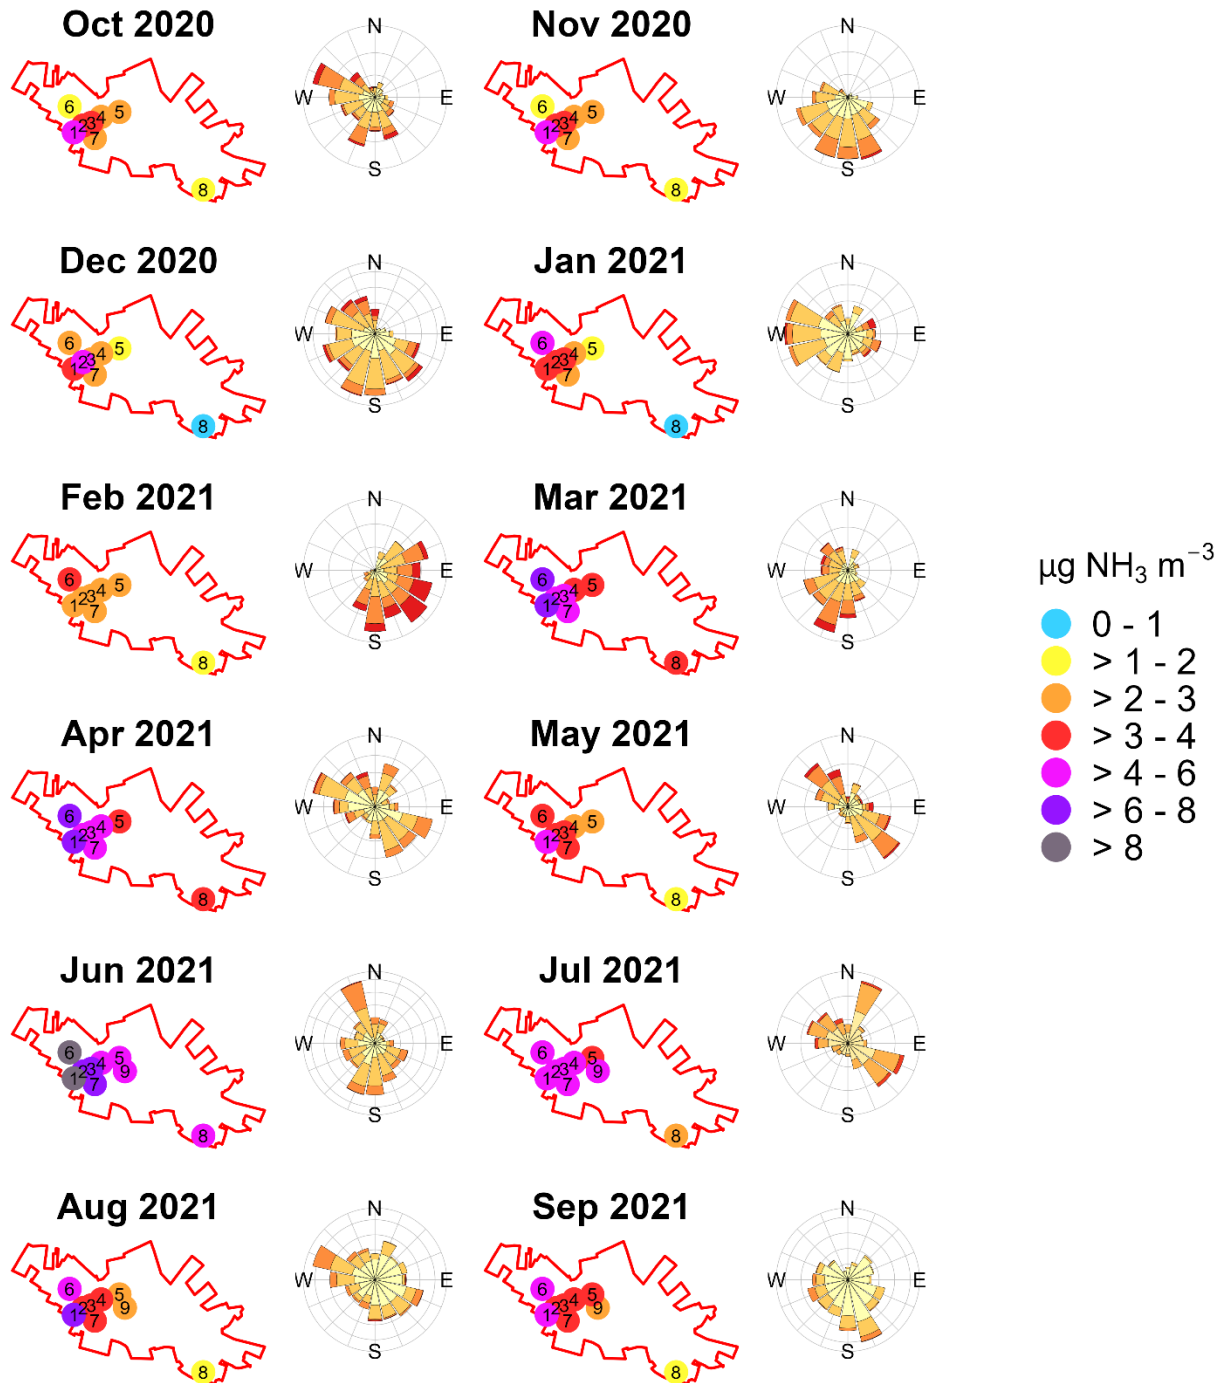 Oct 2020
N
W
E
S
6
5
4
3
2
1
7
8
Nov 2020
N
W
E
S
6
5
4
3
2
1
7
8
Dec 2020
N
W
E
S
6
5
4
3
2
1
7
8
Jan 2021
N
W
E
S
6
5
4
3
2
1
7
8
Feb 2021
N
W
E
S
6
5
4
3
2
1
7
8
Mar 2021
N
W
E
S
6
5
4
3
2
1
7
8
Apr 2021
N
W
E
S
6
5
4
3
2
1
7
8
May 2021
N
W
E
S
6
5
4
3
2
1
7
8
Jun 2021
N
W
E
S
6
5
4
3
2
1
9
7
8
Jul 2021
N
W
E
S
6
5
4
3
2
1
9
7
8
Aug 2021
N
W
E
S
6
5
4
3
2
1
9
7
8
Sep 2021
N
W
E
S
6
5
4
3
2
1
9
7
8
µg NH₃ m⁻³
0 - 1
> 1 - 2
> 2 - 3
> 3 - 4
> 4 - 6
> 6 - 8
> 8